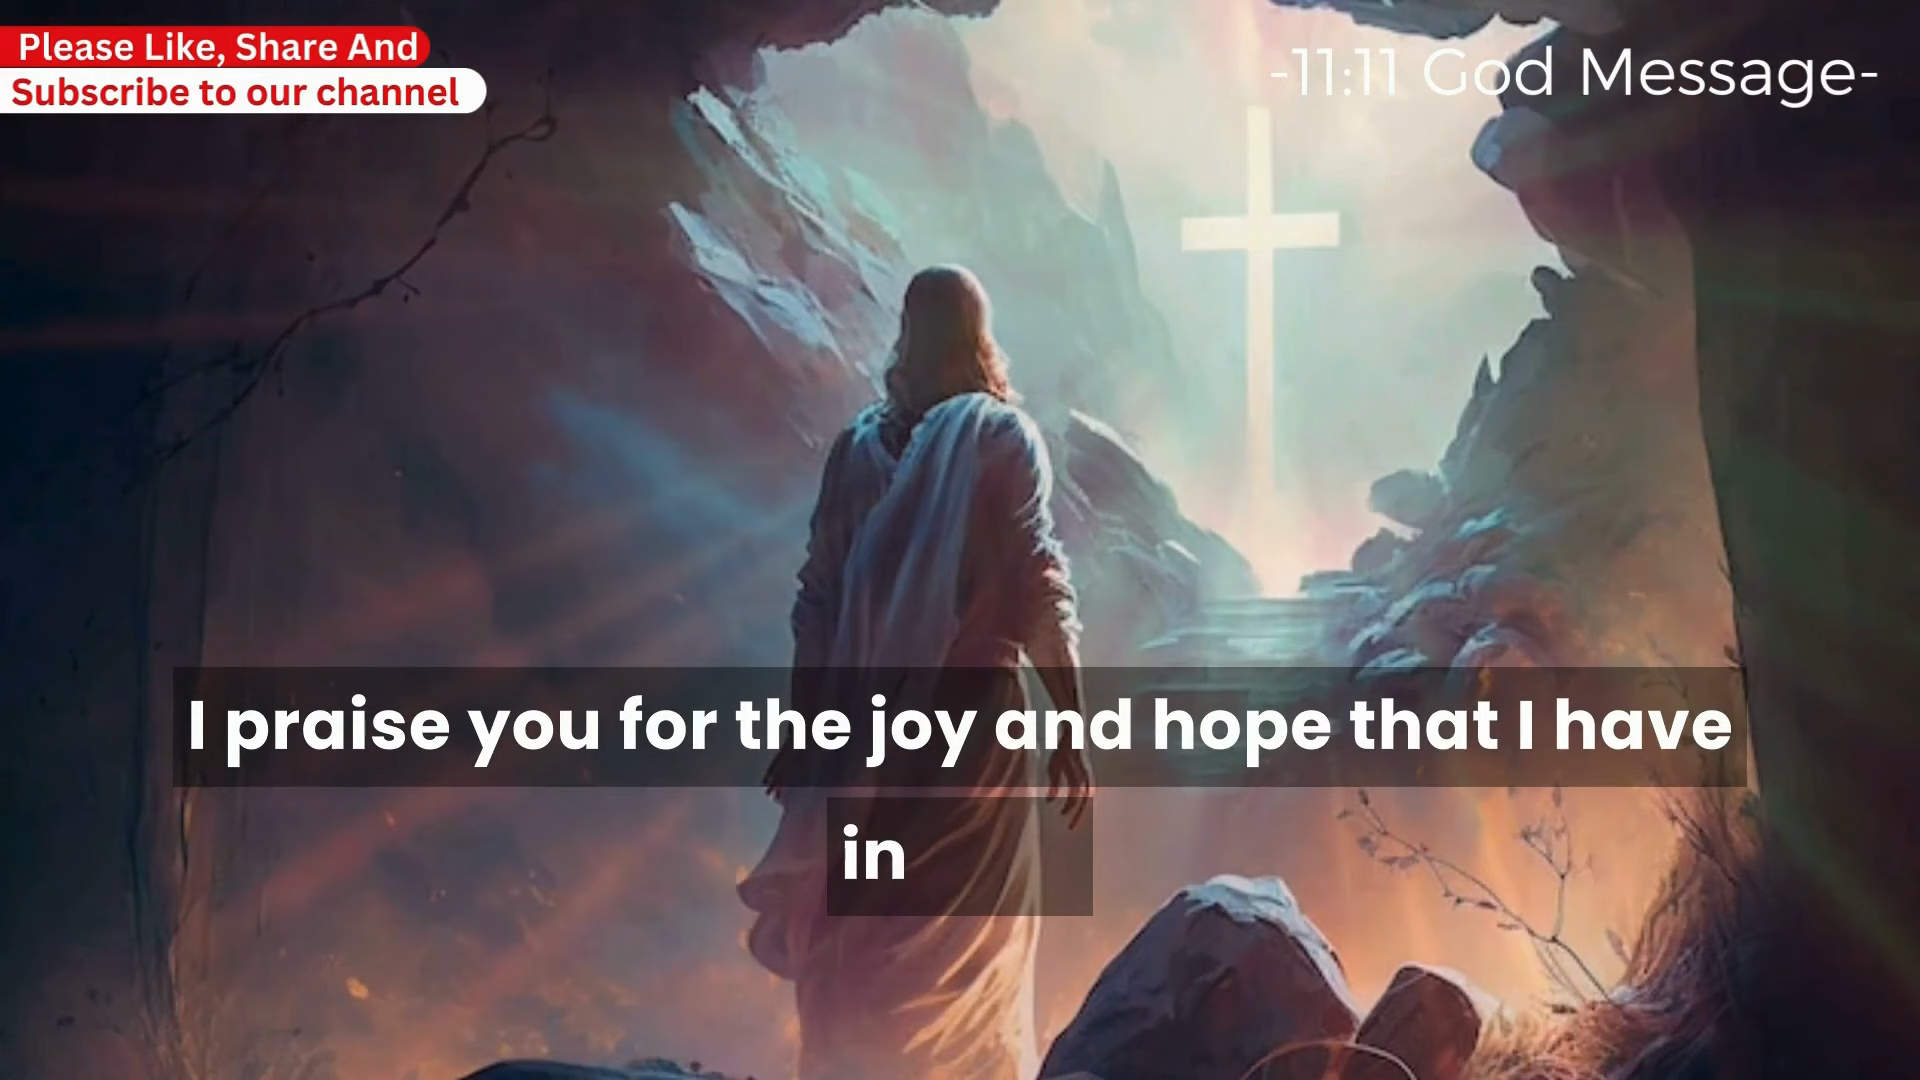 Please Like, Share And
Subscribe to our channel
-11:11 God Message-
I praise you for the joy and hope that I have
in